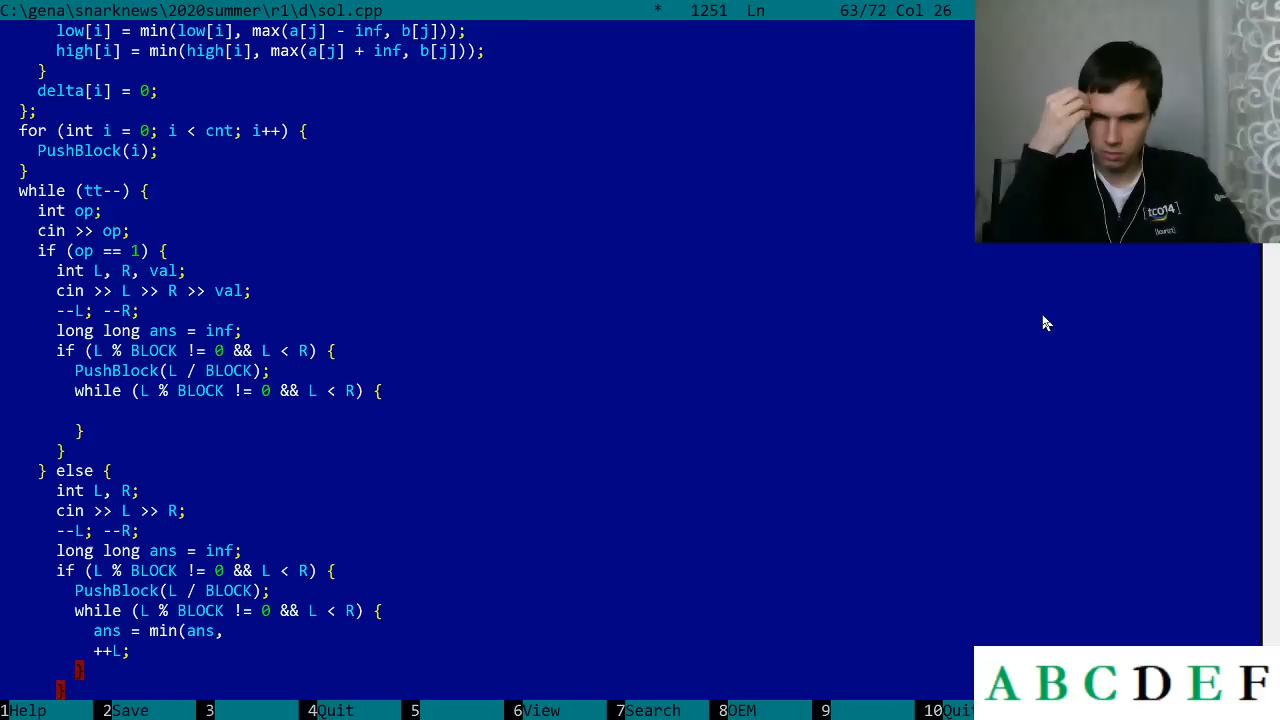 C:\gena\snarknews\2020summer\r1\d\sol.cpp * 1251 Ln 63/72 Col 26
low[i] = min(low[i], max(a[j] - inf, b[j]));
high[i] = min(high[i], max(a[j] + inf, b[j]));
}
delta[i] = 0;
};
for (int i = 0; i < cnt; i++) {
PushBlock(i);
}
while (tt--) {
int op;
cin >> op;
if (op == 1) {
int L, R, val;
cin >> L >> R >> val;
--L; --R;
long long ans = inf;
if (L % BLOCK != 0 && L < R) {
PushBlock(L / BLOCK);
while (L % BLOCK != 0 && L < R) {
}
}
} else {
int L, R;
cin >> L >> R;
--L; --R;
long long ans = inf;
if (L % BLOCK != 0 && L < R) {
PushBlock(L / BLOCK);
while (L % BLOCK != 0 && L < R) {
ans = min(ans,
++L;
}
}
1Help 2Save 3 4Quit 5 6View 7Search 8OEM 9 10Qui
[tco14]
A B C D E F